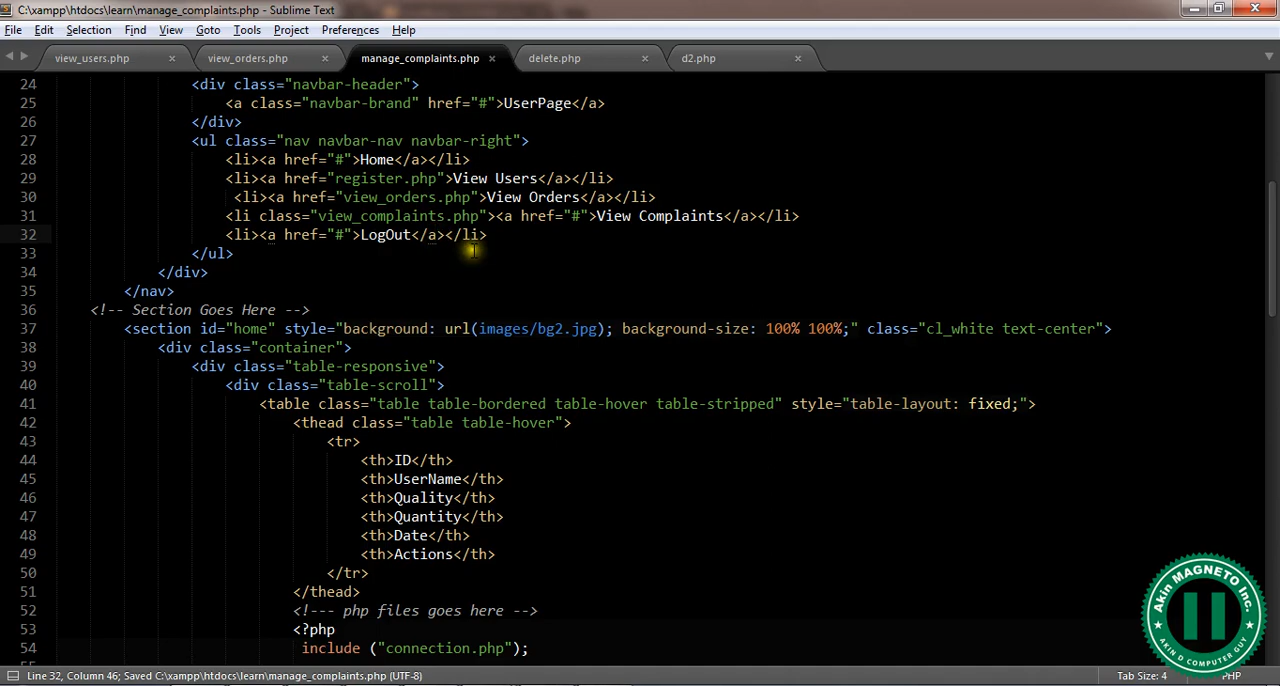 C:\xampp\htdocs\learn\manage_complaints.php - Sublime Text
File Edit Selection Find View Goto Tools Project Preferences Help
view_users.php × view_orders.php × manage_complaints.php × delete.php × d2.php ×
24 <div class="navbar-header">
25 <a class="navbar-brand" href="#">UserPage</a>
26 </div>
27 <ul class="nav navbar-nav navbar-right">
28 <li><a href="#">Home</a></li>
29 <li><a href="register.php">View Users</a></li>
30 <li><a href="view_orders.php">View Orders</a></li>
31 <li class="view_complaints.php"><a href="#">View Complaints</a></li>
32 <li><a href="#">LogOut</a></li>
33 </ul>
34 </div>
35 </nav>
36 <!-- Section Goes Here -->
37 <section id="home" style="background: url(images/bg2.jpg); background-size: 100% 100%;" class="cl_white text-center">
38 <div class="container">
39 <div class="table-responsive">
40 <div class="table-scroll">
41 <table class="table table-bordered table-hover table-stripped" style="table-layout: fixed;">
42 <thead class="table table-hover">
43 <tr>
44 <th>ID</th>
45 <th>UserName</th>
46 <th>Quality</th>
47 <th>Quantity</th>
48 <th>Date</th>
49 <th>Actions</th>
50 </tr>
51 </thead>
52 <!--- php files goes here -->
53 <?php
54 include ("connection.php");
Akin MAGNETO Inc.
AKIN D COMPUTER GUY
Line 32, Column 46; Saved C:\xampp\htdocs\learn\manage_complaints.php (UTF-8) Tab Size: 4 PHP